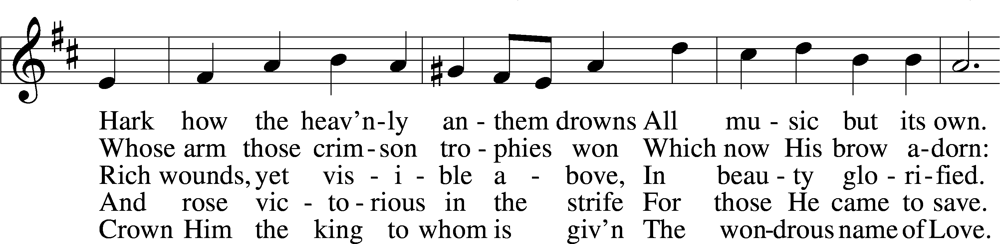 Hark how the heav’n-ly an - them drowns All mu - sic but its own.
Whose arm those crim-son tro - phies won Which now His brow a-dorn:
Rich wounds, yet vis - i - ble a - bove, In beau - ty glo - ri-fied.
And rose vic - to-rious in the strife For those He came to save.
Crown Him the king to whom is giv’n The won-drous name of Love.